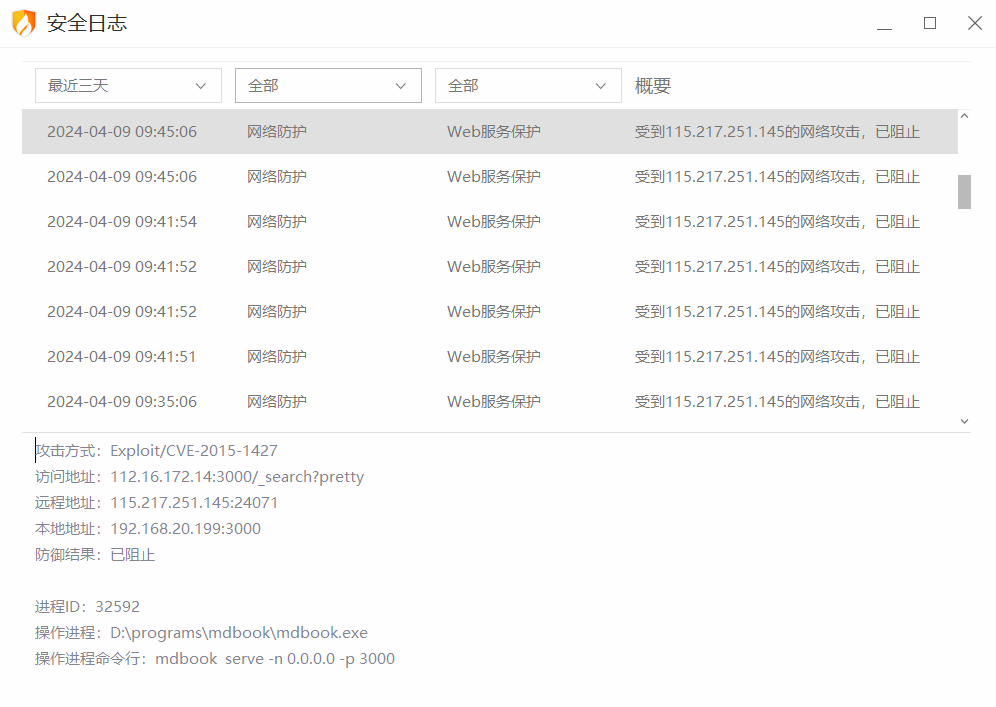 安全日志
最近三天 全部 全部 概要
2024-04-09 09:45:06 网络防护 Web服务保护 受到115.217.251.145的网络攻击，已阻止
2024-04-09 09:45:06 网络防护 Web服务保护 受到115.217.251.145的网络攻击，已阻止
2024-04-09 09:41:54 网络防护 Web服务保护 受到115.217.251.145的网络攻击，已阻止
2024-04-09 09:41:52 网络防护 Web服务保护 受到115.217.251.145的网络攻击，已阻止
2024-04-09 09:41:52 网络防护 Web服务保护 受到115.217.251.145的网络攻击，已阻止
2024-04-09 09:41:51 网络防护 Web服务保护 受到115.217.251.145的网络攻击，已阻止
2024-04-09 09:35:06 网络防护 Web服务保护 受到115.217.251.145的网络攻击，已阻止
攻击方式：Exploit/CVE-2015-1427
访问地址：112.16.172.14:3000/_search?pretty
远程地址：115.217.251.145:24071
本地地址：192.168.20.199:3000
防御结果：已阻止
进程ID：32592
操作进程：D:\programs\mdbook\mdbook.exe
操作进程命令行：mdbook  serve -n 0.0.0.0 -p 3000